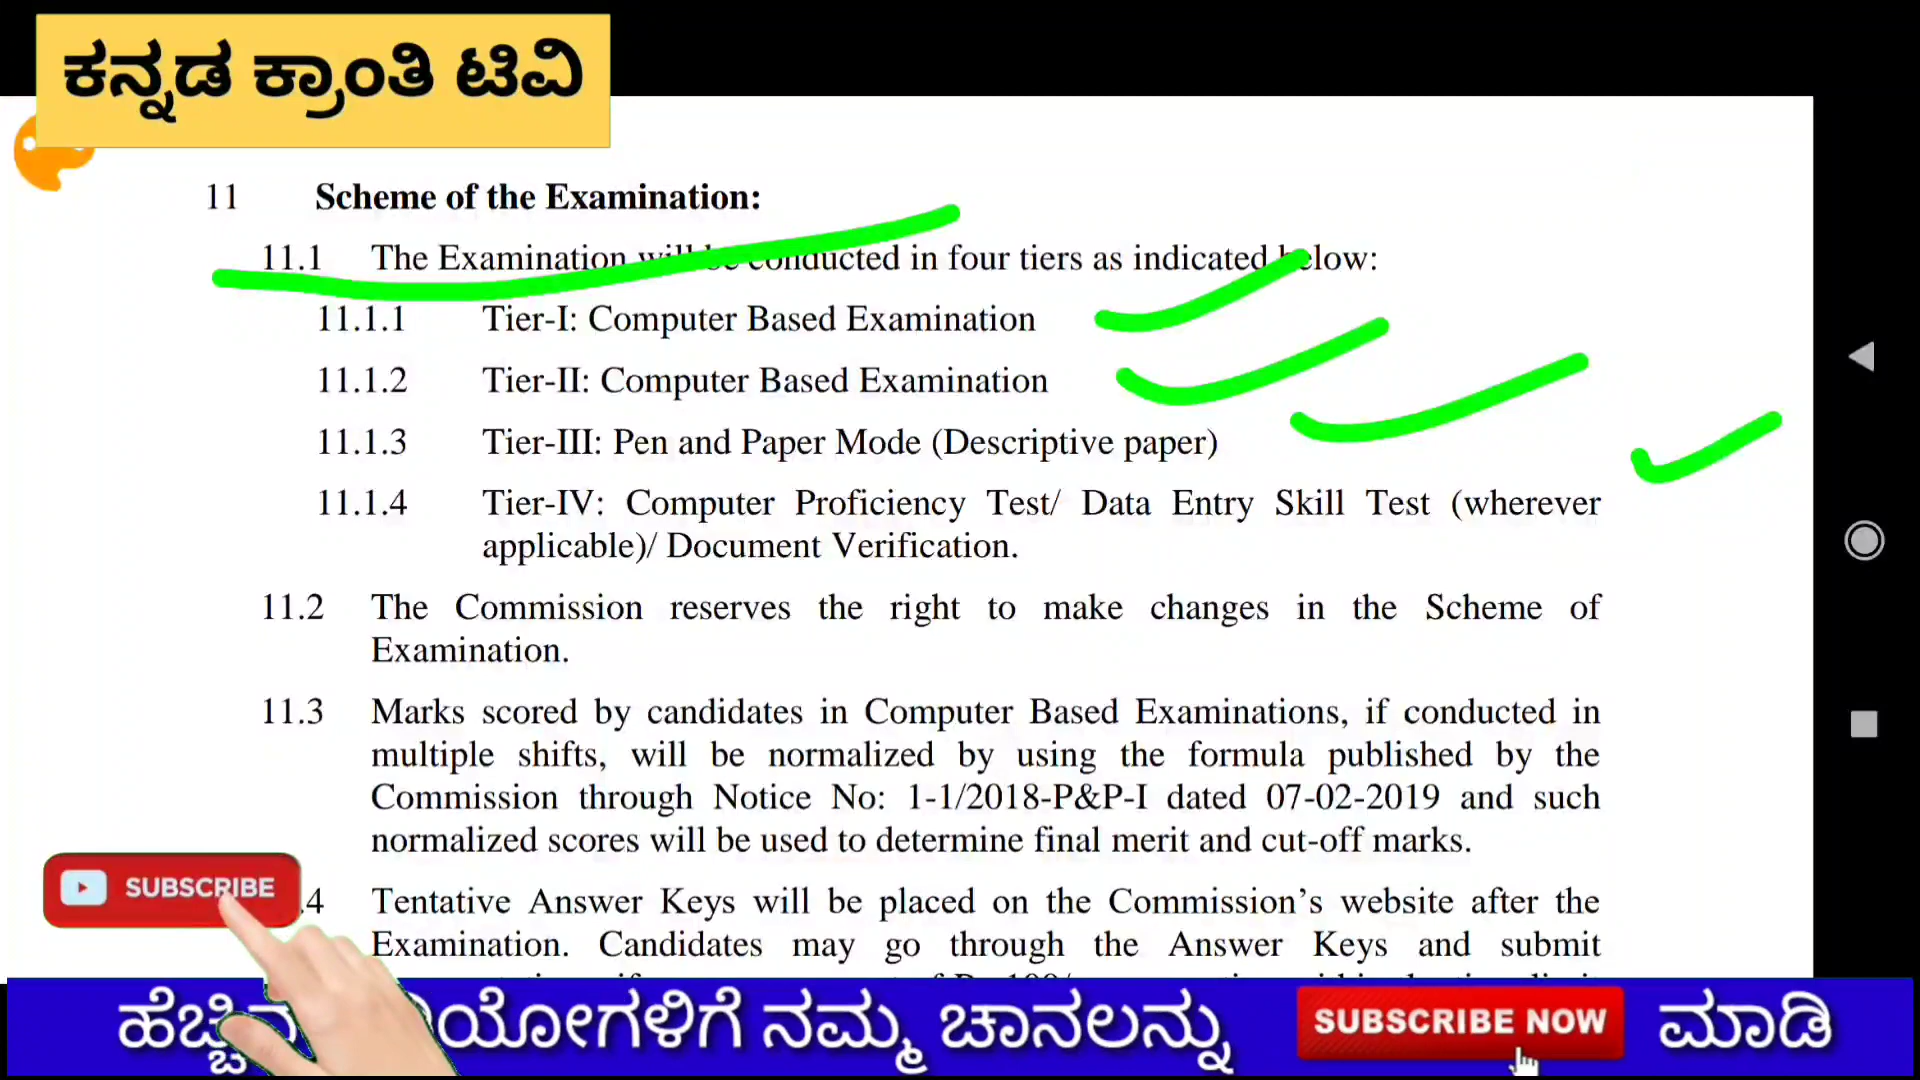 ಕನ್ನಡ ಕ್ರಾಂತಿ ಟಿವಿ
11 Scheme of the Examination:
11.1 The Examination will be conducted in four tiers as indicated below:
11.1.1 Tier-I: Computer Based Examination
11.1.2 Tier-II: Computer Based Examination
11.1.3 Tier-III: Pen and Paper Mode (Descriptive paper)
11.1.4 Tier-IV: Computer Proficiency Test/ Data Entry Skill Test (wherever
applicable)/ Document Verification.
11.2 The Commission reserves the right to make changes in the Scheme of
Examination.
11.3 Marks scored by candidates in Computer Based Examinations, if conducted in
multiple shifts, will be normalized by using the formula published by the
Commission through Notice No: 1-1/2018-P&P-I dated 07-02-2019 and such
normalized scores will be used to determine final merit and cut-off marks.
.4 Tentative Answer Keys will be placed on the Commission’s website after the
SUBSCRIBE
Examination. Candidates may go through the Answer Keys and submit
ನಮ್ಮ ಚಾನಲನ್ನು SUBSCRIBE NOW ಮಾಡಿ